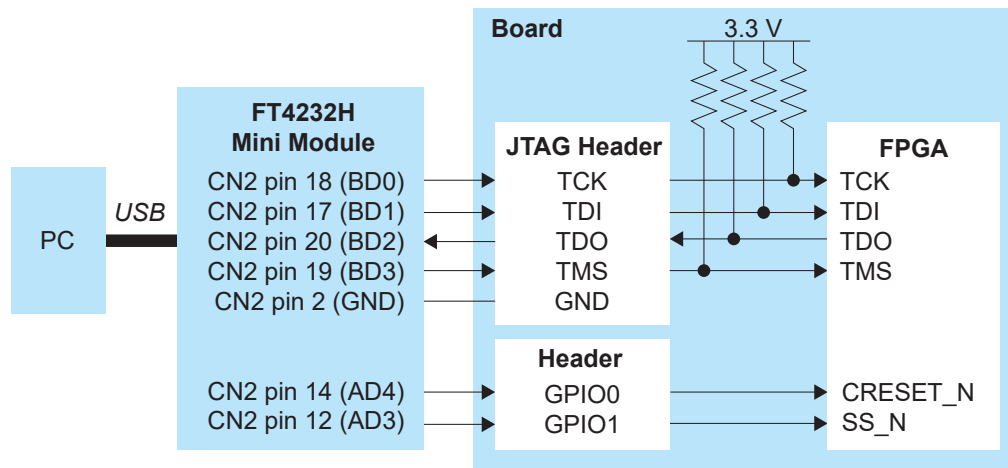 Board
3.3 V
FT4232H
Mini Module
JTAG Header
FPGA
PC
USB
CN2 pin 18 (BD0)
TCK
TCK
CN2 pin 17 (BD1)
TDI
TDI
CN2 pin 20 (BD2)
TDO
TDO
CN2 pin 19 (BD3)
TMS
TMS
CN2 pin 2 (GND)
GND
Header
CN2 pin 14 (AD4)
GPIO0
CRESET_N
CN2 pin 12 (AD3)
GPIO1
SS_N